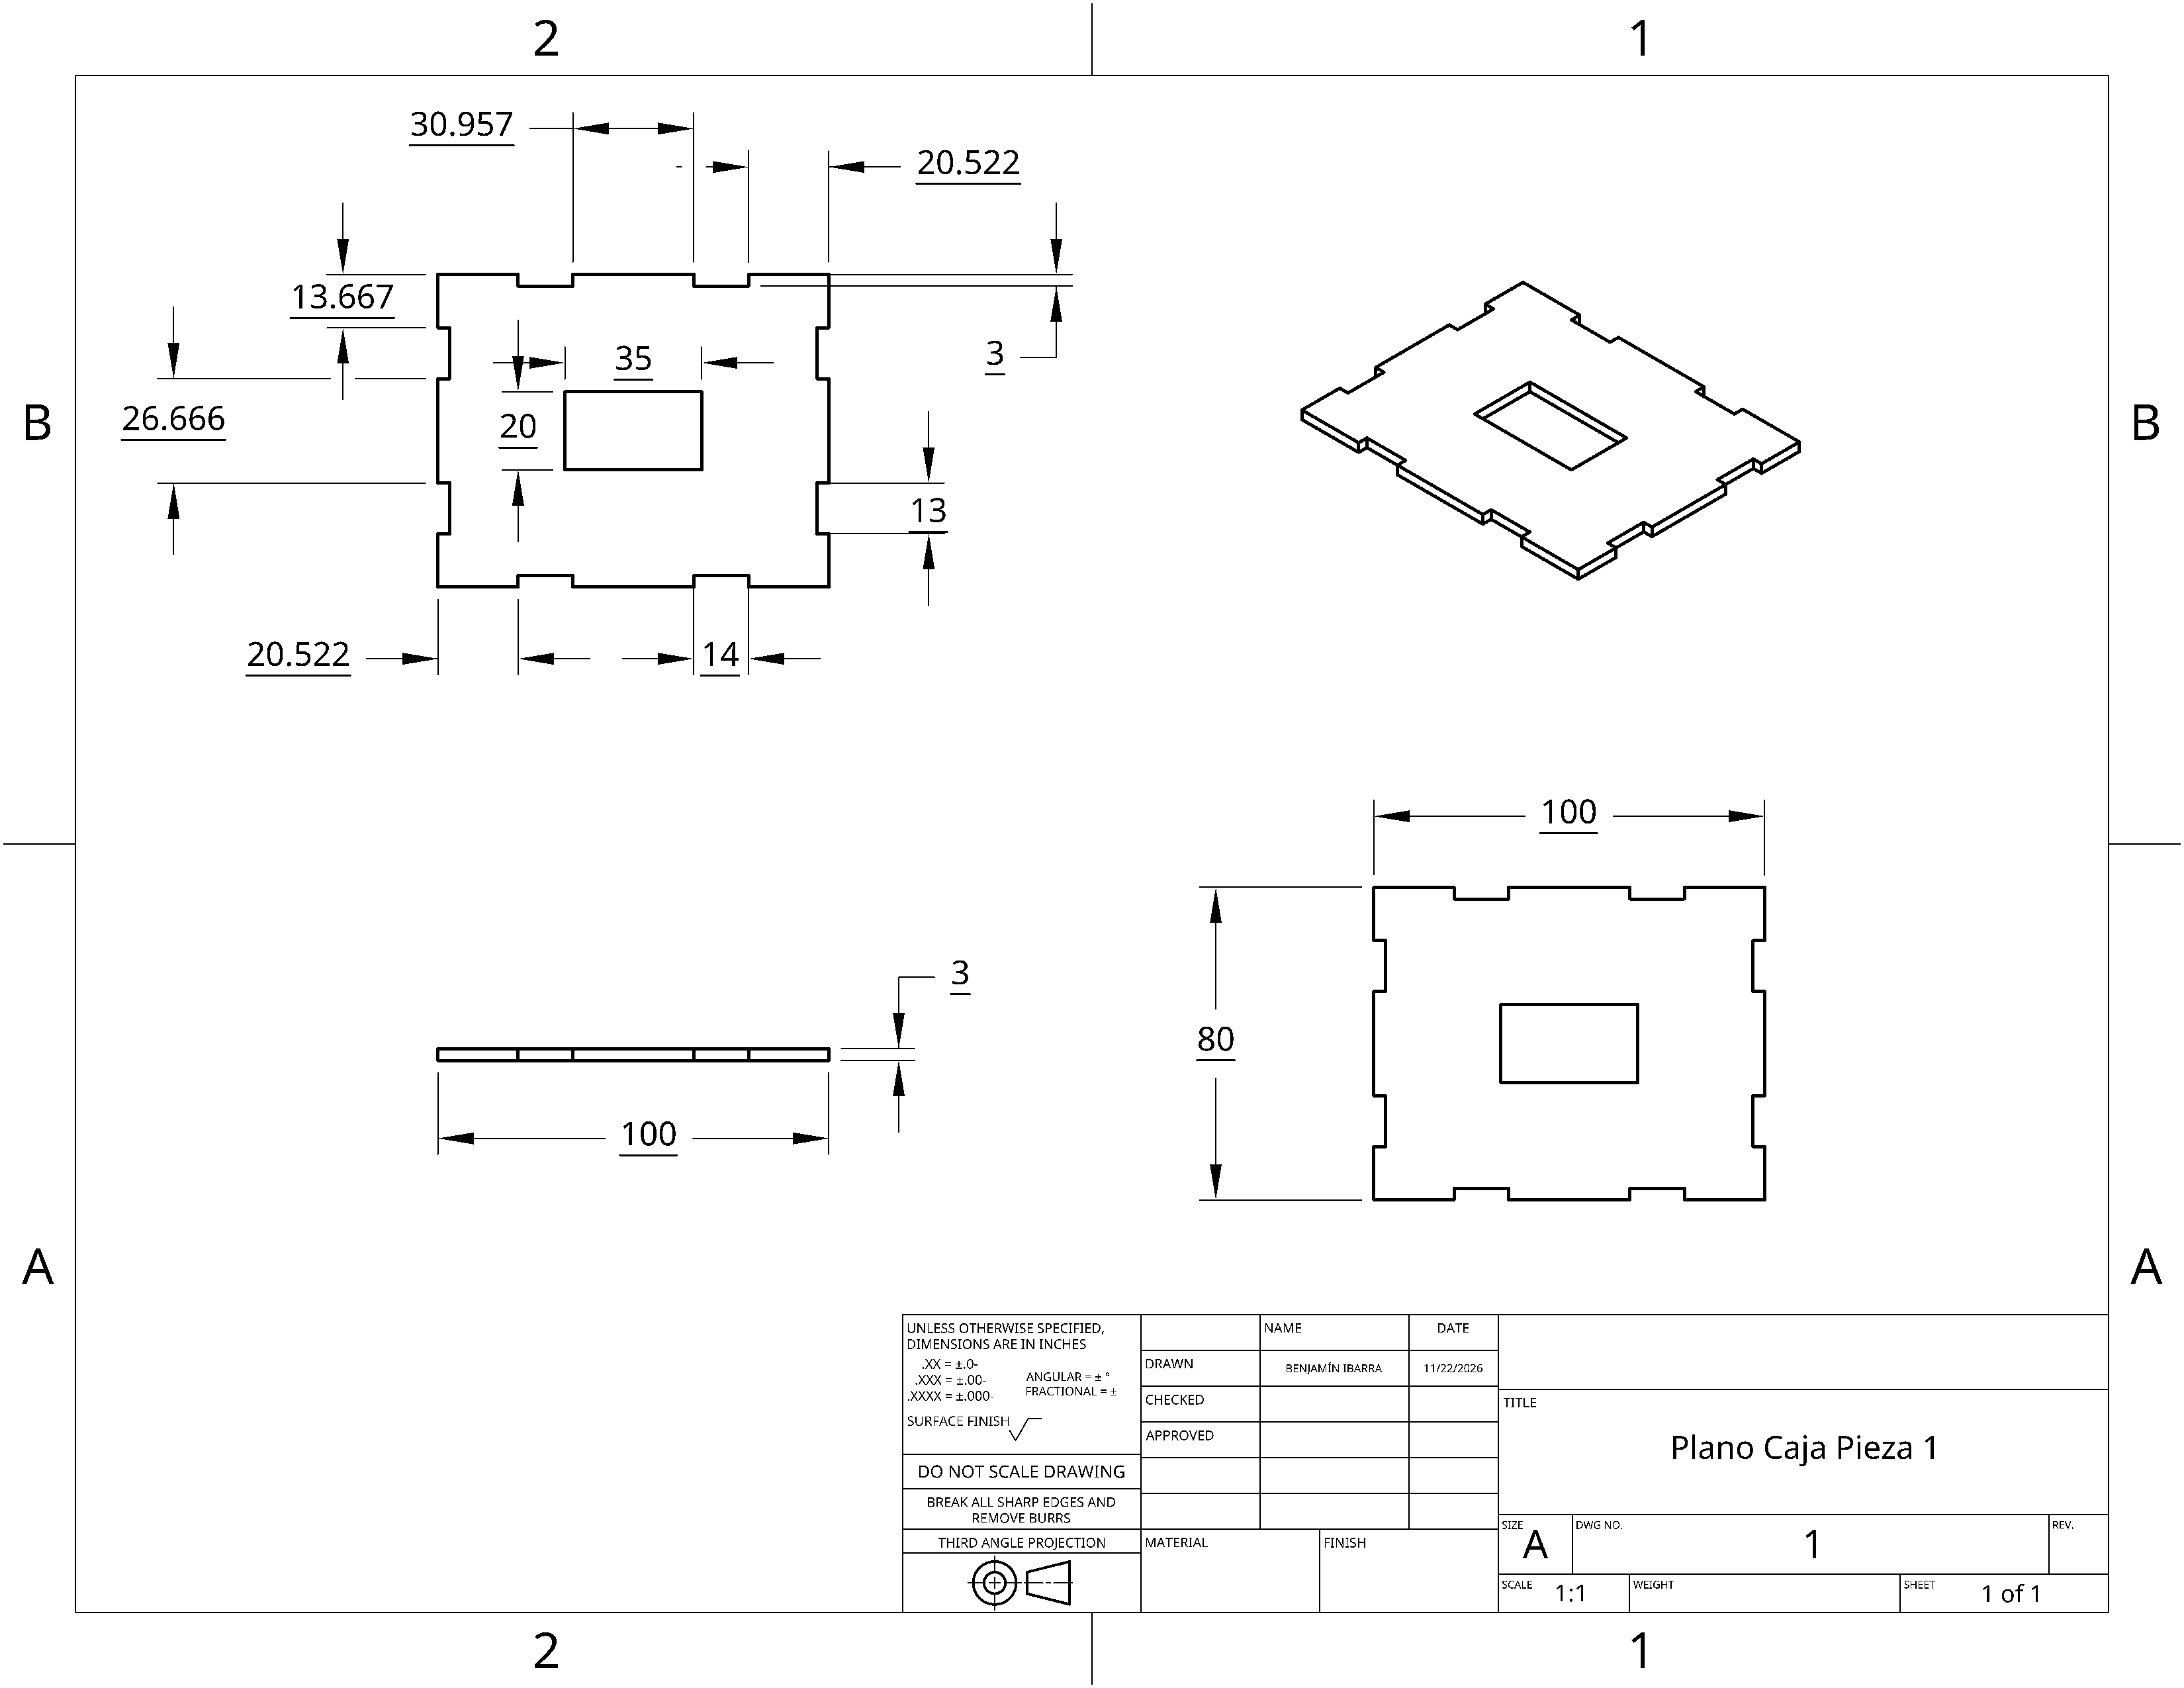 2
1
30.957
20.522
13.667
3
35
26.666
20
B
B
13
20.522
14
100
3
80
100
A
A
UNLESS OTHERWISE SPECIFIED,
DIMENSIONS ARE IN INCHES
.XX = ±.0-
.XXX = ±.00-
.XXXX = ±.000-
ANGULAR = ± °
FRACTIONAL = ±
SURFACE FINISH
DO NOT SCALE DRAWING
BREAK ALL SHARP EDGES AND
REMOVE BURRS
THIRD ANGLE PROJECTION
NAME
DATE
DRAWN
BENJAMÍN IBARRA
11/22/2026
CHECKED
APPROVED
MATERIAL
FINISH
TITLE
Plano Caja Pieza 1
SIZE
A
DWG NO.
1
REV.
SCALE
1:1
WEIGHT
SHEET
1 of 1
2
1